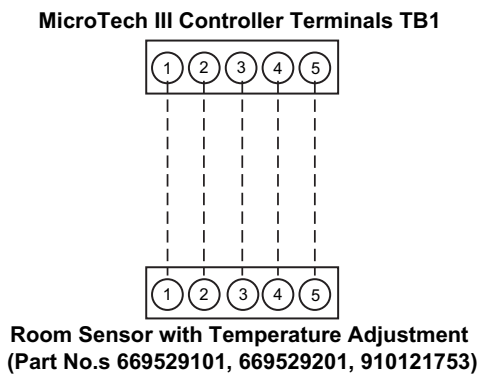 MicroTech III Controller Terminals TB1
1 2 3 4 5
1 2 3 4 5
Room Sensor with Temperature Adjustment
(Part No.s 669529101, 669529201, 910121753)